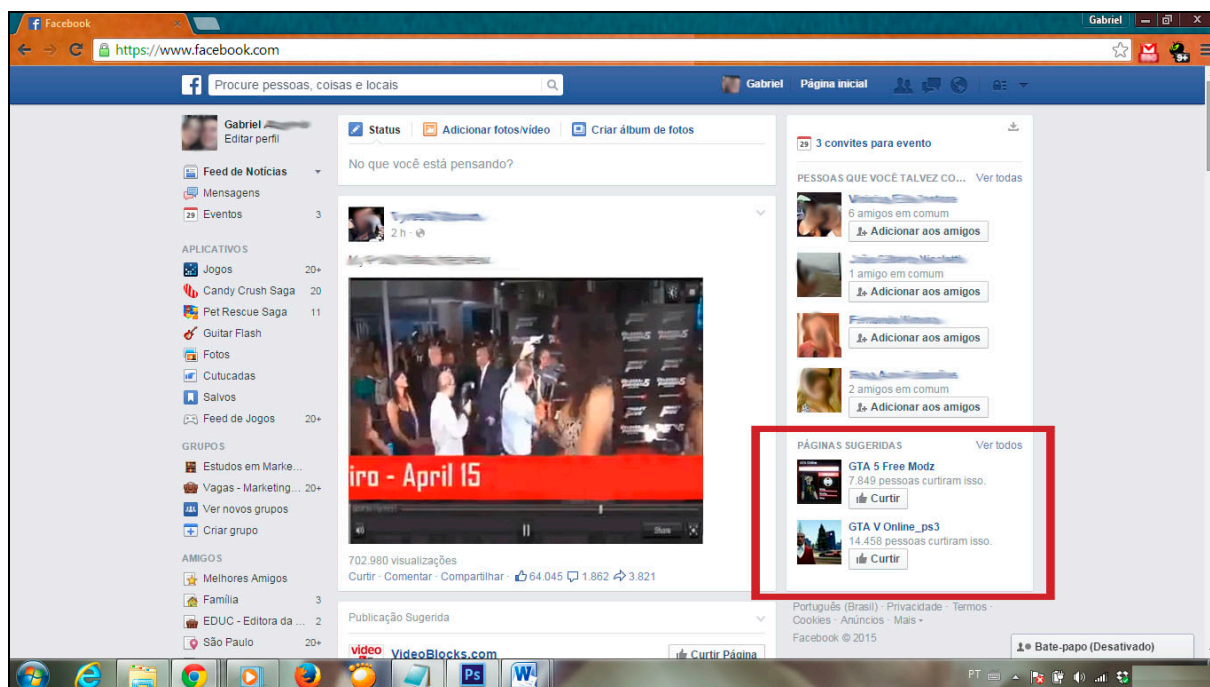 Facebook
Gabriel
https://www.facebook.com
9+
f
Procure pessoas, coisas e locais
Gabriel
Página inicial
Gabriel
Editar perfil
Feed de Notícias
Mensagens
29 Eventos 3
APLICATIVOS
Jogos 20+
Candy Crush Saga 20
Pet Rescue Saga 11
Guitar Flash
Fotos
Cutucadas
Salvos
Feed de Jogos 20+
GRUPOS
Estudos em Marke...
Vagas - Marketing... 20+
Ver novos grupos
Criar grupo
AMIGOS
Melhores Amigos
Família 3
EDUC - Editora da ... 2
São Paulo 20+
Status
Adicionar fotos/vídeo
Criar álbum de fotos
No que você está pensando?
2 h ·
iro - April 15
Share
702.980 visualizações
Curtir · Comentar · Compartilhar · 64.045 1.862 3.821
Publicação Sugerida
video
VideoBlocks.com
Curtir Página
29 3 convites para evento
PESSOAS QUE VOCÊ TALVEZ CO... Ver todas
6 amigos em comum
Adicionar aos amigos
1 amigo em comum
Adicionar aos amigos
Adicionar aos amigos
2 amigos em comum
Adicionar aos amigos
PÁGINAS SUGERIDAS Ver todos
GTA 5 Free Modz
7.849 pessoas curtiram isso.
Curtir
GTA V Online_ps3
14.458 pessoas curtiram isso.
Curtir
Português (Brasil) · Privacidade · Termos ·
Cookies · Anúncios · Mais
Facebook © 2015
Bate-papo (Desativado)
Ps
W
PT